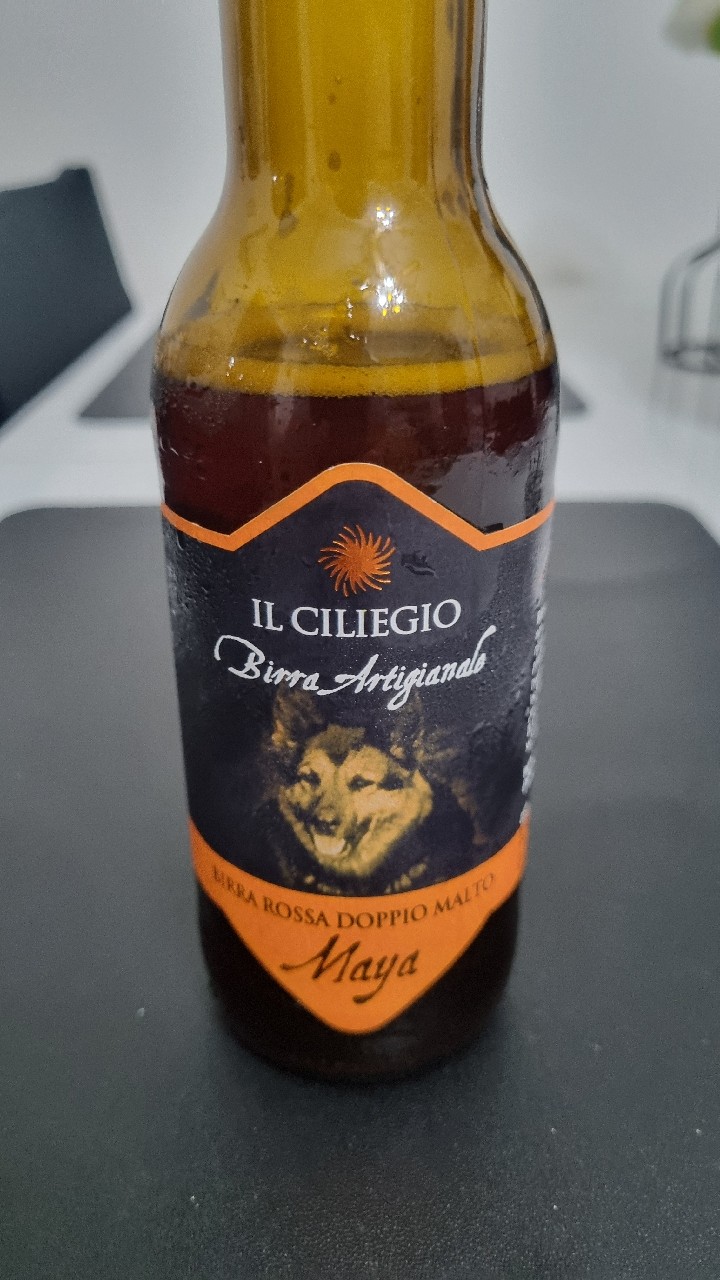 IL CILIEGIO
Birra Artigianale
BIRRA ROSSA DOPPIO MALTO
Maya